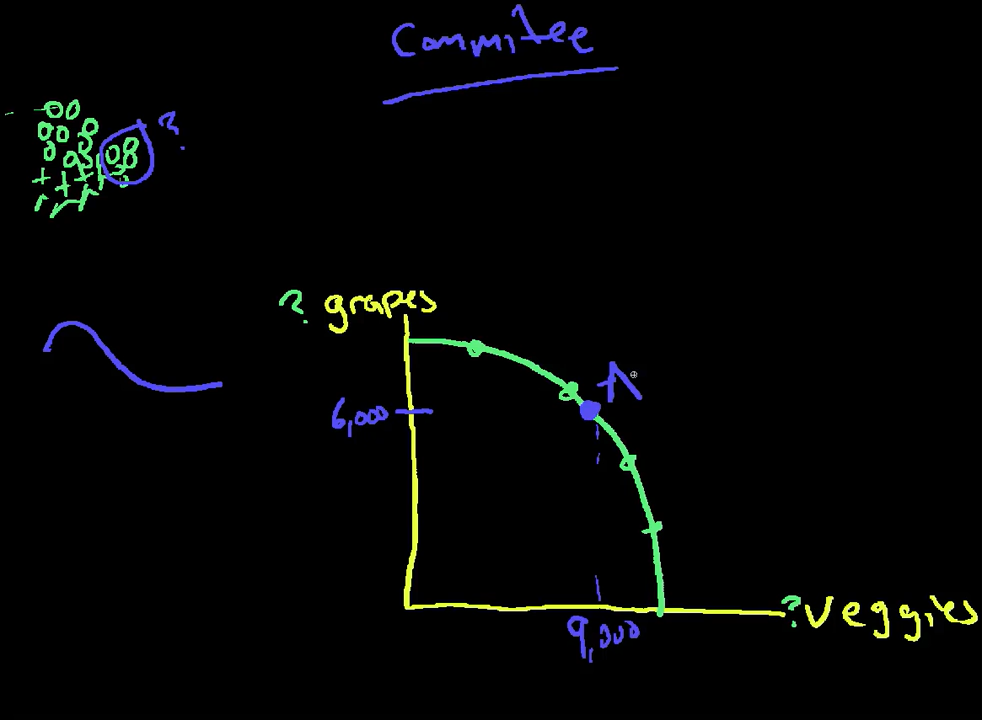 Commitee
?
? grapes
A
6,000
? veggies
9,000